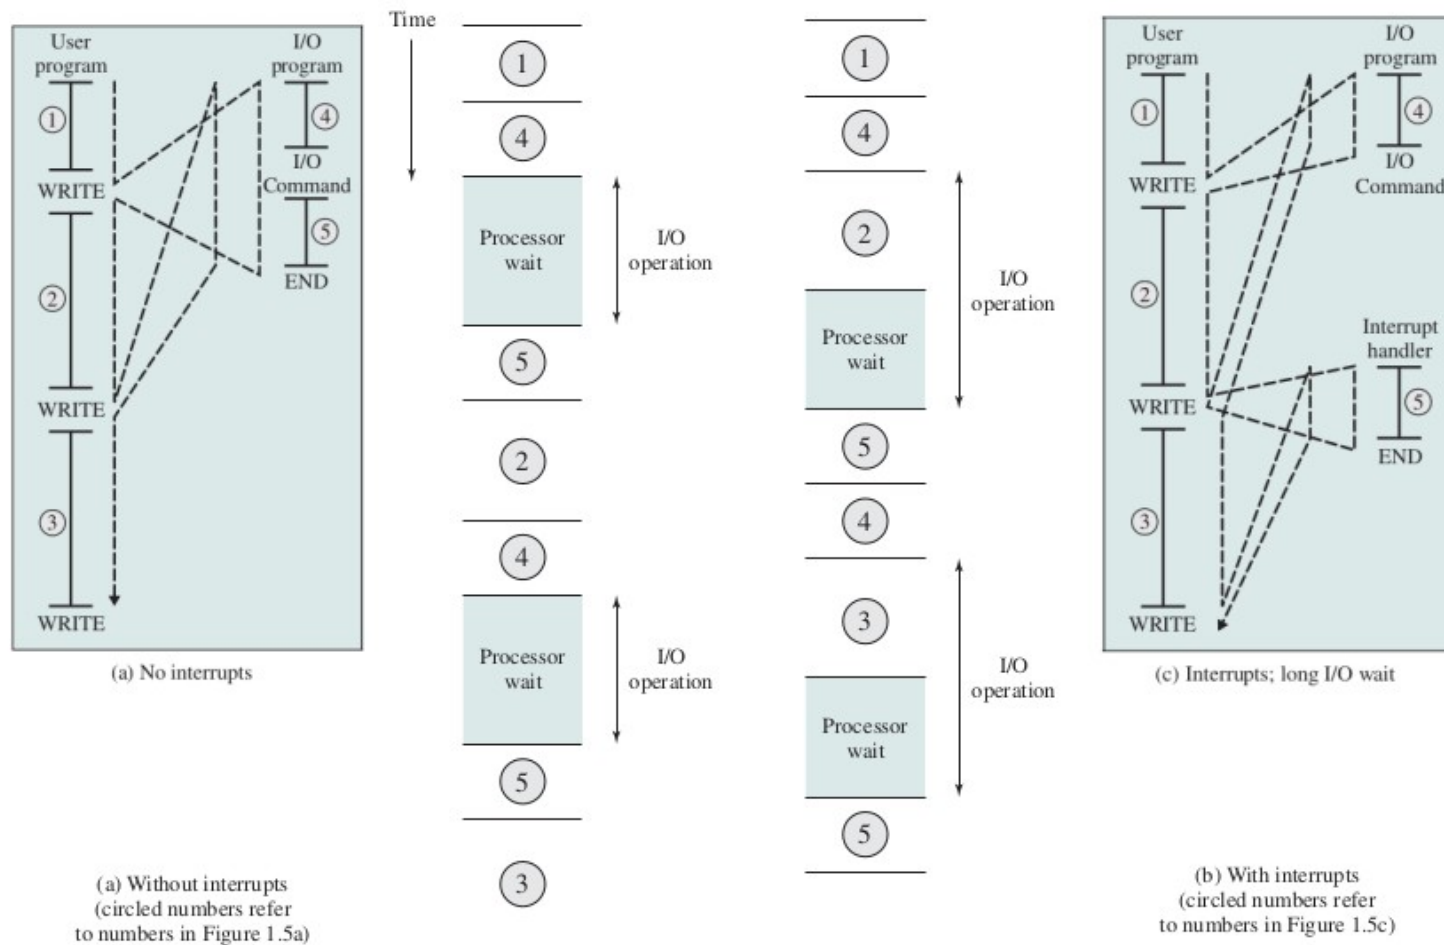 User
program
I/O
program
①
④
WRITE
I/O
Command
②
⑤
END
WRITE
③
WRITE
(a) No interrupts
Time
1
4
Processor
wait
I/O
operation
5
2
4
Processor
wait
I/O
operation
5
3
(a) Without interrupts
(circled numbers refer
to numbers in Figure 1.5a)
1
4
2
I/O
operation
Processor
wait
5
4
3
I/O
operation
Processor
wait
5
User
program
I/O
program
①
④
WRITE
I/O
Command
②
Interrupt
handler
WRITE
⑤
END
③
WRITE
(c) Interrupts; long I/O wait
(b) With interrupts
(circled numbers refer
to numbers in Figure 1.5c)